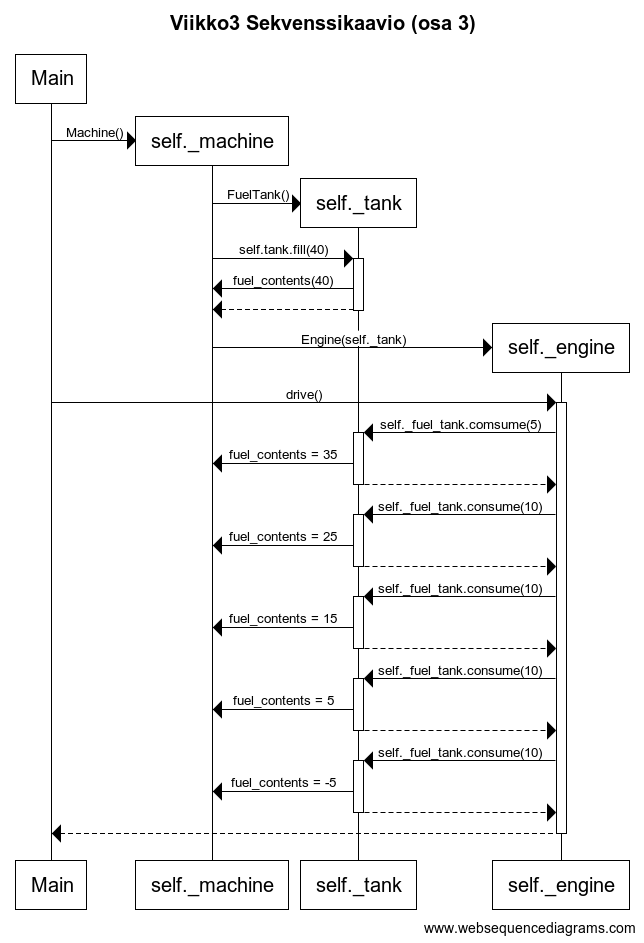 Viikko3 Sekvenssikaavio (osa 3)
Main
Machine()
self._machine
FuelTank()
self._tank
self.tank.fill(40)
fuel_contents(40)
Engine(self._tank)
self._engine
drive()
self._fuel_tank.comsume(5)
fuel_contents = 35
self._fuel_tank.consume(10)
fuel_contents = 25
self._fuel_tank.consume(10)
fuel_contents = 15
self._fuel_tank.consume(10)
fuel_contents = 5
self._fuel_tank.consume(10)
fuel_contents = -5
Main
self._machine
self._tank
self._engine
www.websequencediagrams.com